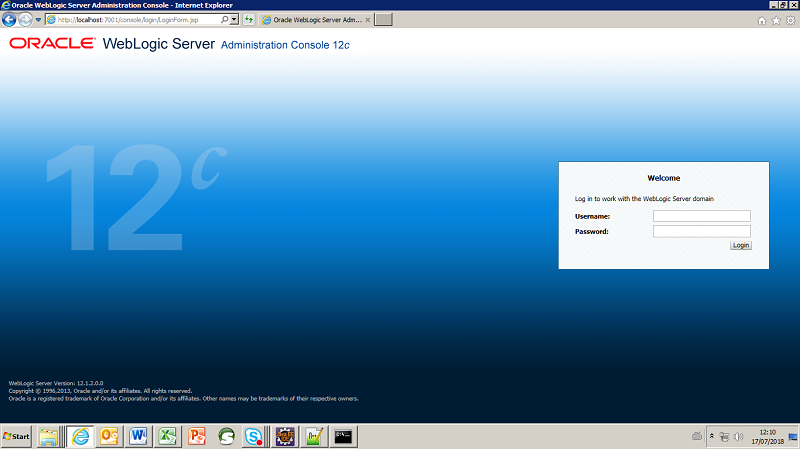 Oracle WebLogic Server Administration Console - Internet Explorer
http://localhost:7001/console/login/LoginForm.jsp
Oracle WebLogic Server Adm...
ORACLE WebLogic Server Administration Console 12c
12c
Welcome
Log in to work with the WebLogic Server domain
Username:
Password:
Login
WebLogic Server Version: 12.1.2.0.0
Copyright © 1996,2013, Oracle and/or its affiliates. All rights reserved.
Oracle is a registered trademark of Oracle Corporation and/or its affiliates. Other names may be trademarks of their respective owners.
Start
12:10
17/07/2018